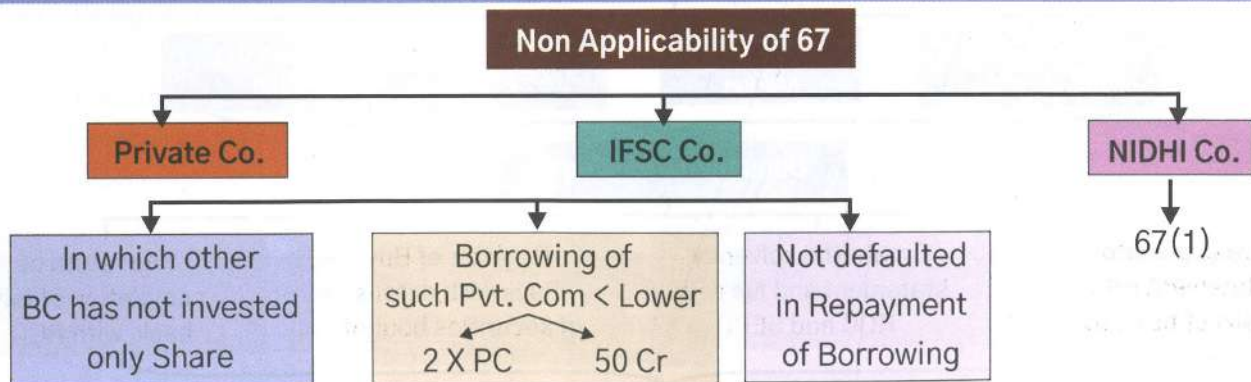 Non Applicability of 67
Private Co.
IFSC Co.
NIDHI Co.
In which other
BC has not invested
only Share
Borrowing of
such Pvt. Com < Lower
2 X PC 50 Cr
Not defaulted
in Repayment
of Borrowing
67(1)